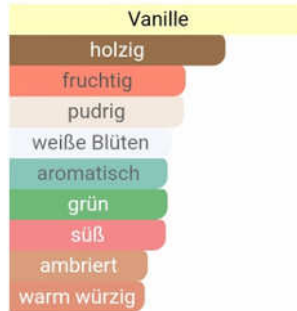 Vanille
holzig
fruchtig
pudrig
weiße Blüten
aromatisch
grün
süß
ambriert
warm würzig